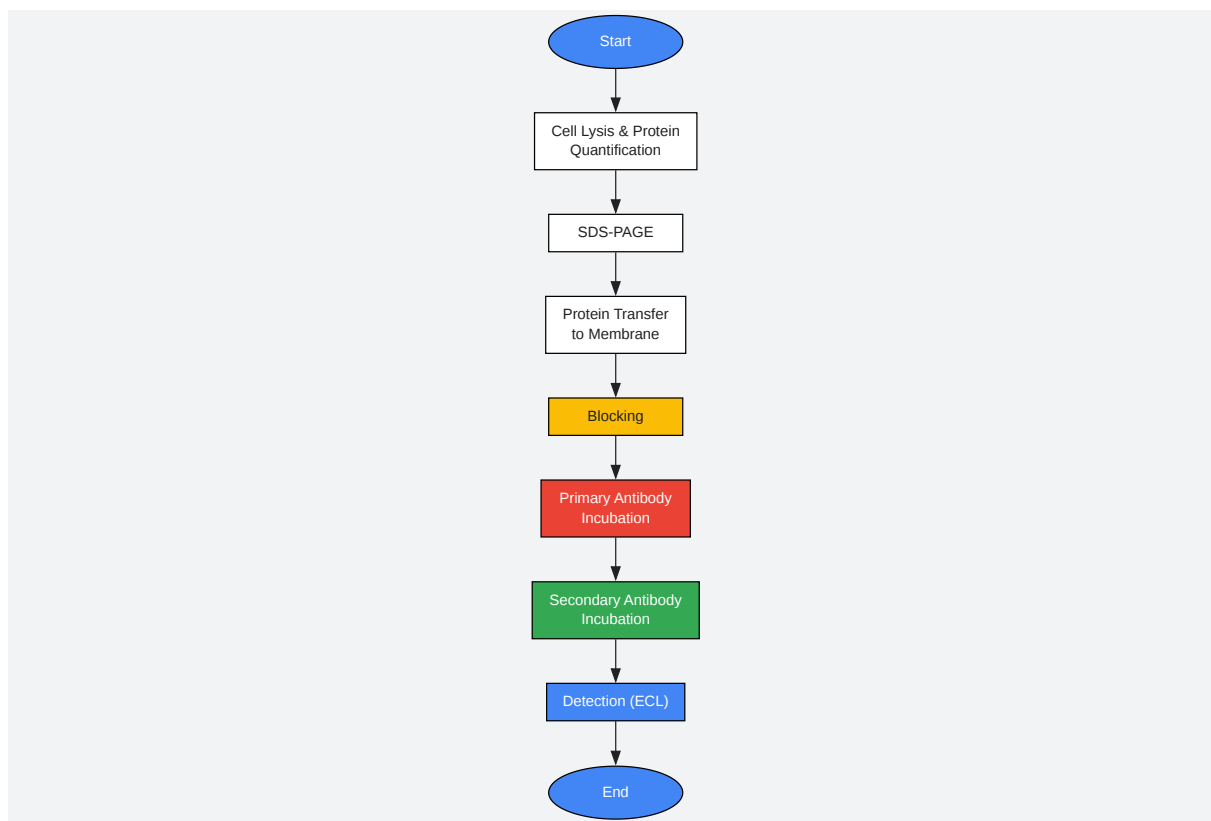 Start
Cell Lysis & Protein
Quantification
SDS-PAGE
Protein Transfer
to Membrane
Blocking
Primary Antibody
Incubation
Secondary Antibody
Incubation
Detection (ECL)
End